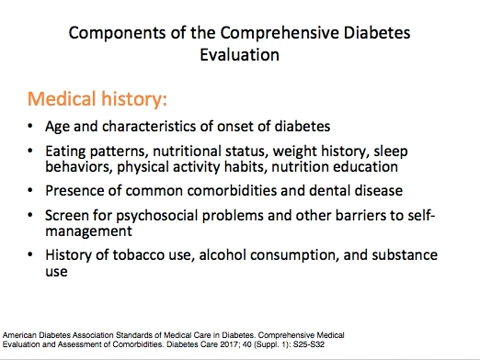 Components of the Comprehensive Diabetes
Evaluation
Medical history:
• Age and characteristics of onset of diabetes
• Eating patterns, nutritional status, weight history, sleep
behaviors, physical activity habits, nutrition education
• Presence of common comorbidities and dental disease
• Screen for psychosocial problems and other barriers to self-
management
• History of tobacco use, alcohol consumption, and substance
use
American Diabetes Association Standards of Medical Care in Diabetes. Comprehensive Medical
Evaluation and Assessment of Comorbidities. Diabetes Care 2017; 40 (Suppl. 1): S25-S32